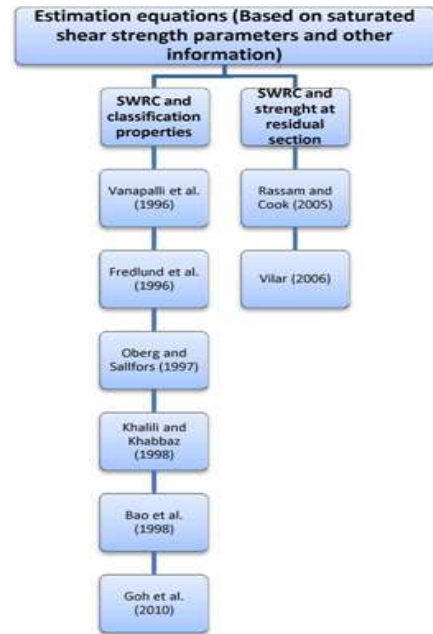 Estimation equations (Based on saturated
shear strength parameters and other
information)
SWRC and
classification
properties
Vanapalli et al.
(1996)
Fredlund et al.
(1996)
Oberg and
Sallfors (1997)
Khalili and
Khabbaz
(1998)
Bao et al.
(1998)
Goh et al.
(2010)
SWRC and
strenght at
residual
section
Rassam and
Cook (2005)
Vilar (2006)